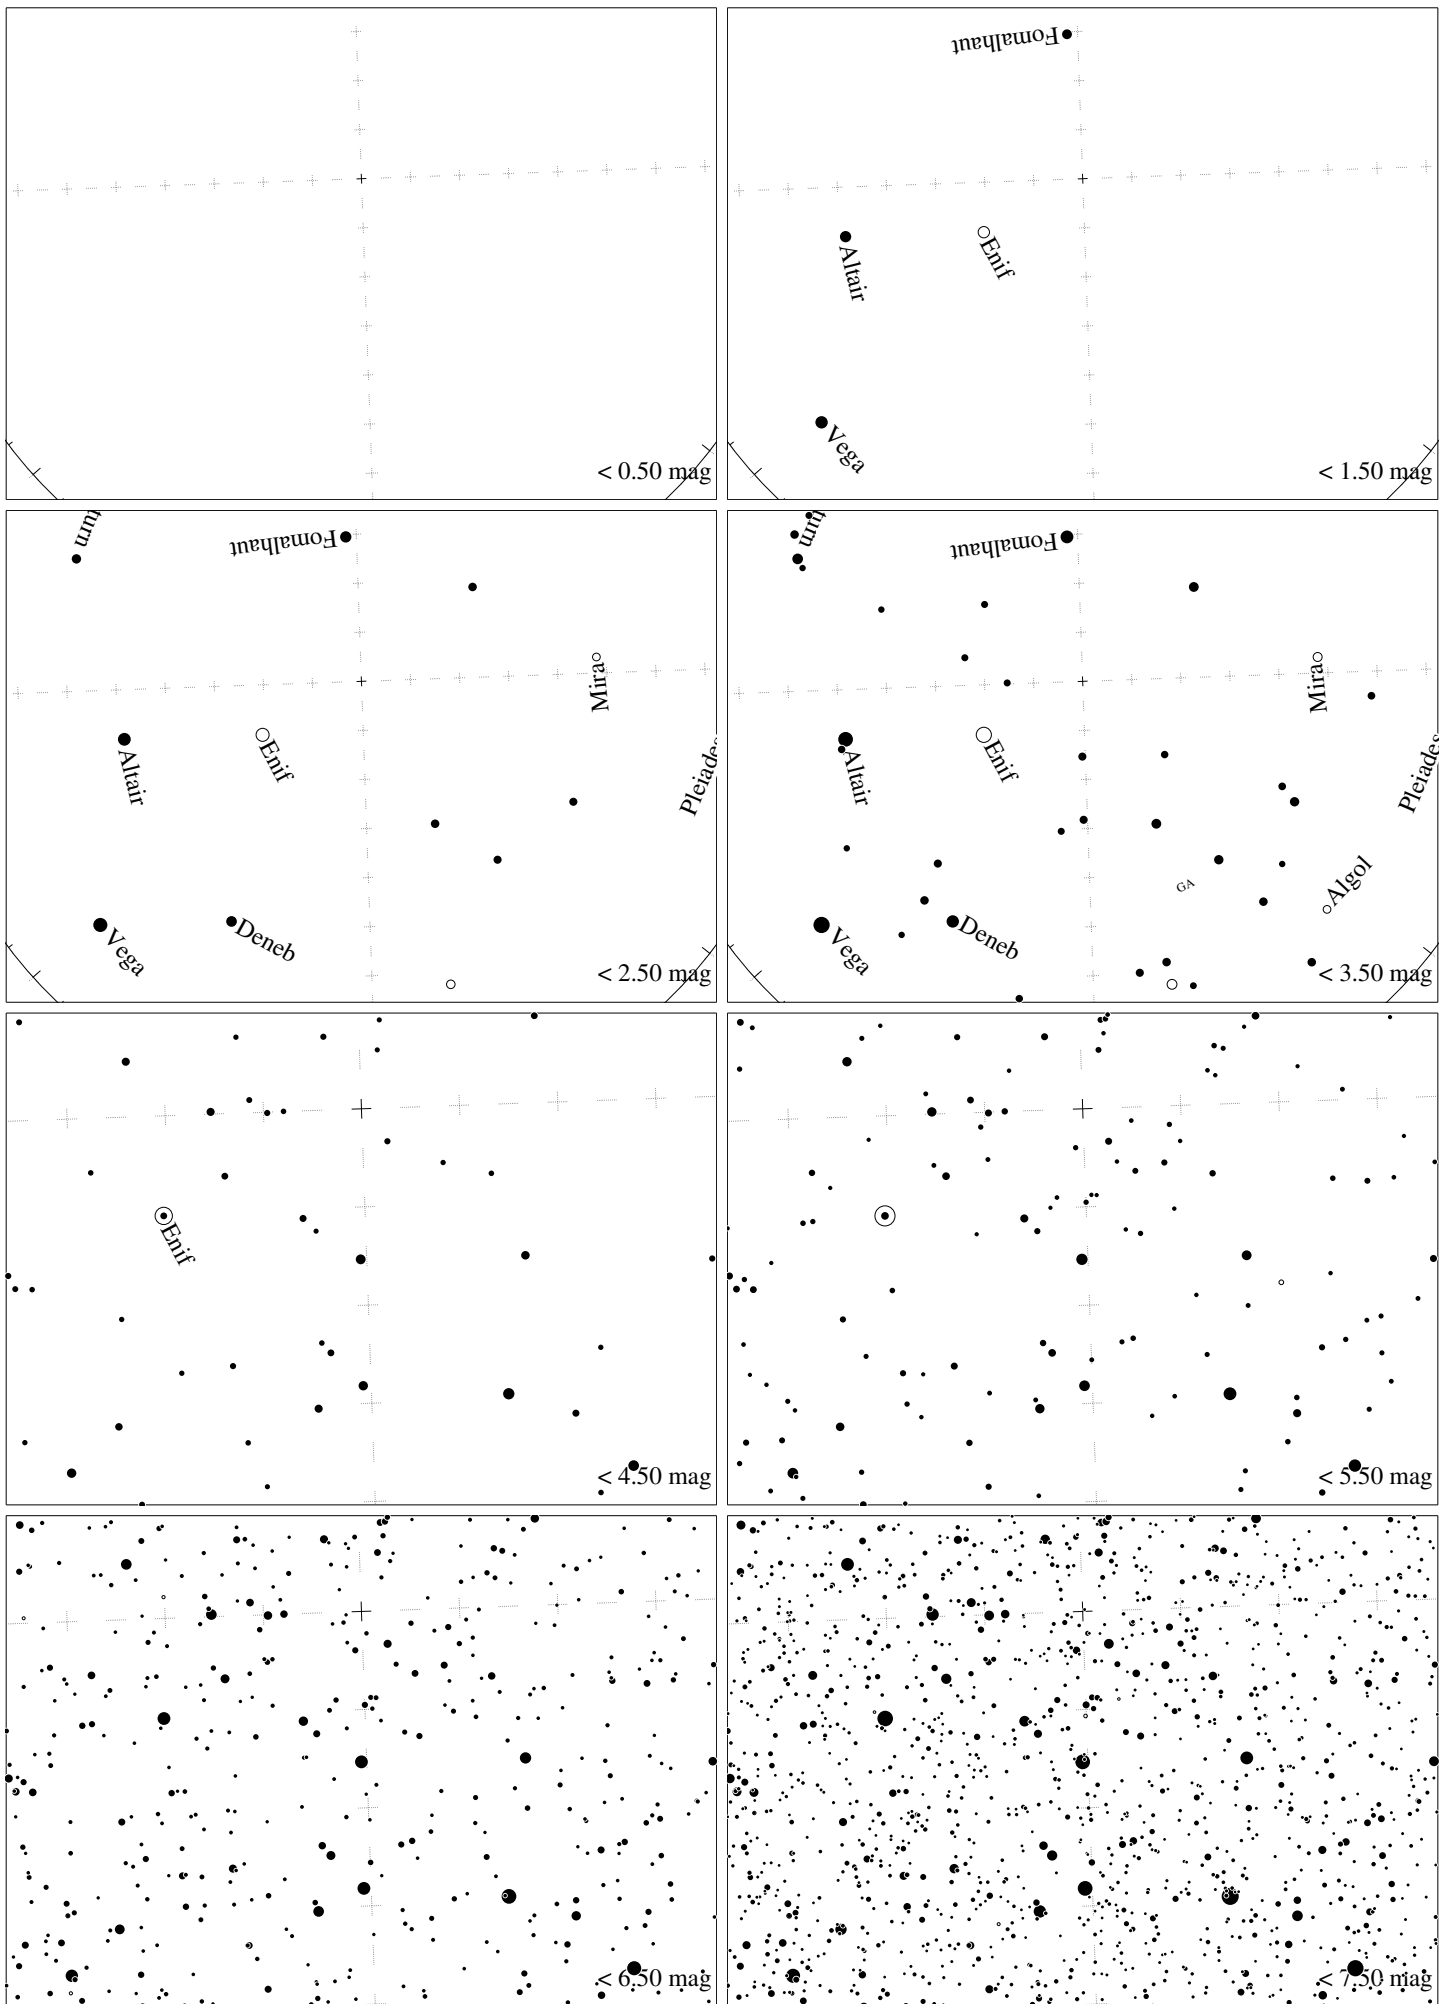 < 0.50 mag
Fomalhaut
Altair
Enif
Vega
< 1.50 mag
turn
Fomalhaut
Mira
Altair
Enif
Pleiades
Vega
Deneb
< 2.50 mag
turn
Fomalhaut
Mira
Altair
Enif
Pleiades
GA
Algol
Vega
Deneb
< 3.50 mag
Enif
< 4.50 mag
< 5.50 mag
< 6.50 mag
< 7.50 mag